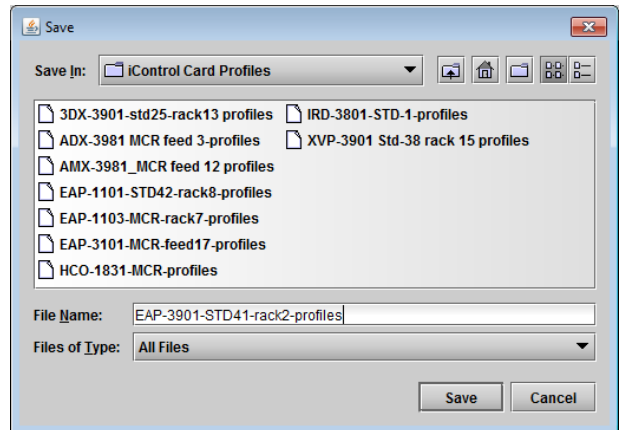 Save
Save In: iControl Card Profiles
3DX-3901-std25-rack13 profiles
ADX-3981 MCR feed 3-profiles
AMX-3981_MCR feed 12 profiles
EAP-1101-STD42-rack8-profiles
EAP-1103-MCR-rack7-profiles
EAP-3101-MCR-feed17-profiles
HCO-1831-MCR-profiles
IRD-3801-STD-1-profiles
XVP-3901 Std-38 rack 15 profiles
File Name: EAP-3901-STD41-rack2-profiles
Files of Type: All Files
Save Cancel